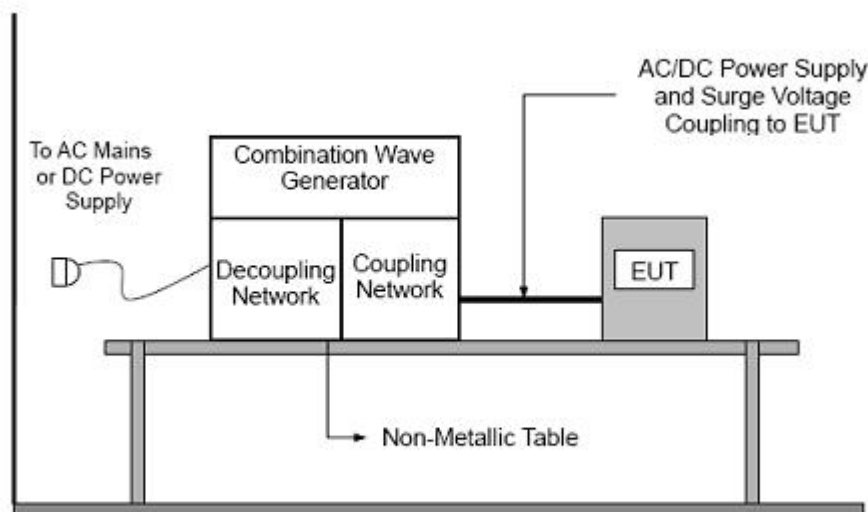 To AC Mains
or DC Power
Supply
Combination Wave
Generator
Decoupling
Network
Coupling
Network
AC/DC Power Supply
and Surge Voltage
Coupling to EUT
EUT
Non-Metallic Table